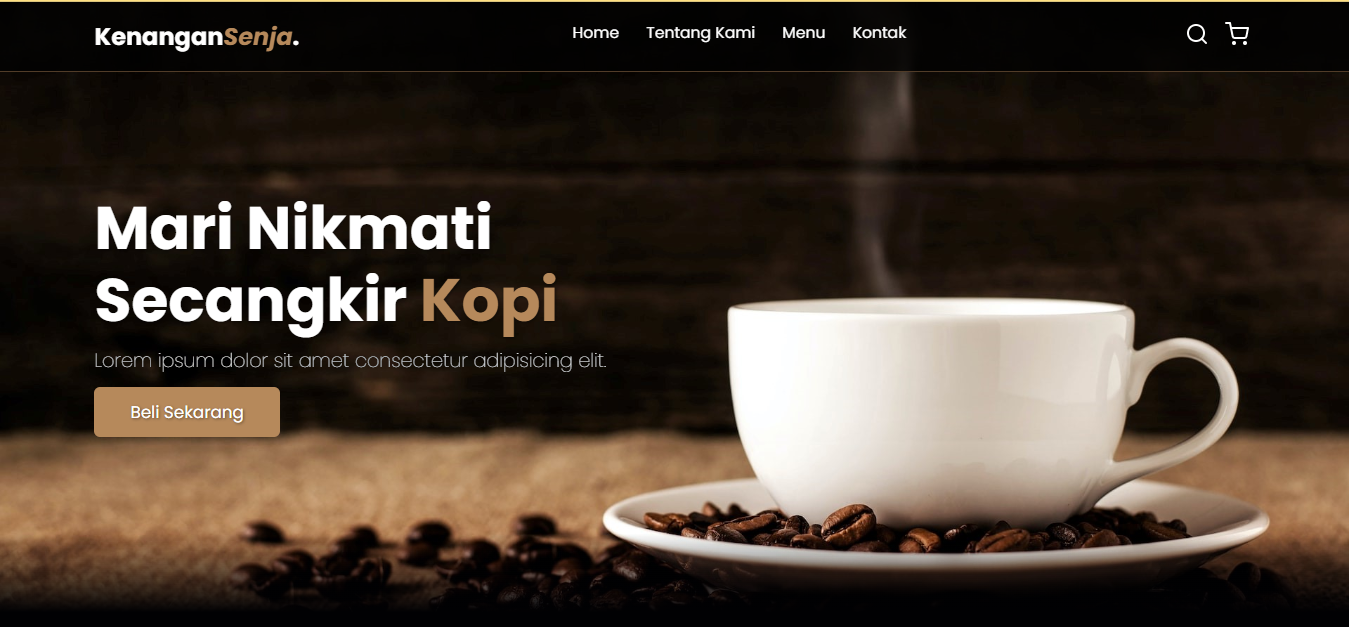 KenanganSenja.
Home Tentang Kami Menu Kontak
Mari Nikmati
Secangkir Kopi
Lorem ipsum dolor sit amet consectetur adipisicing elit.
Beli Sekarang